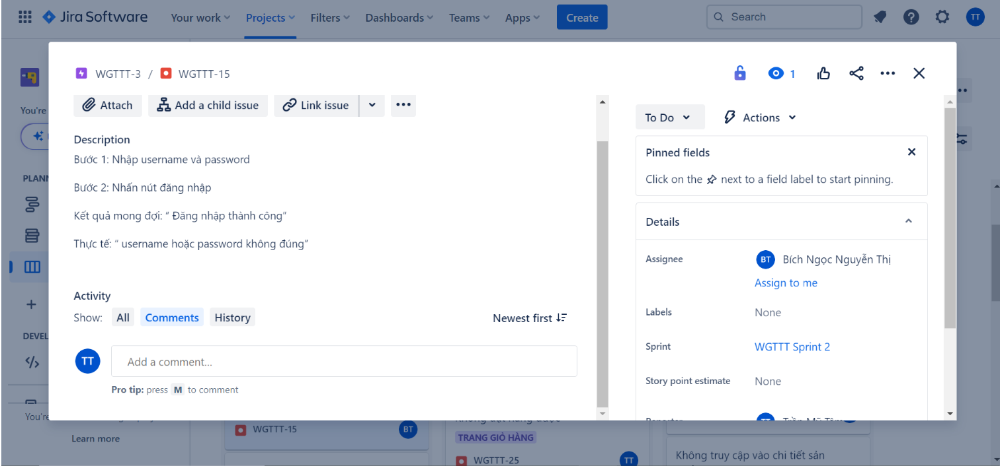 Jira Software
Your work
Projects
Filters
Dashboards
Teams
Apps
Create
Search
TT
WGTTT-3 / WGTTT-15
1
Attach
Add a child issue
Link issue
Description
Bước 1: Nhập username và password
Bước 2: Nhấn nút đăng nhập
Kết quả mong đợi: “ Đăng nhập thành công”
Thực tế: “ username hoặc password không đúng”
Activity
Show: All Comments History
Newest first
TT
Add a comment...
Pro tip: press M to comment
To Do
Actions
Pinned fields
Click on the next to a field label to start pinning.
Details
Assignee
BT Bích Ngọc Nguyễn Thị
Assign to me
Labels None
Sprint WGTTT Sprint 2
Story point estimate None
You're
You're
Learn more
WGTTT-15
BT
TRANG GIỎ HÀNG
WGTTT-25
TT
Không truy cập vào chi tiết sản